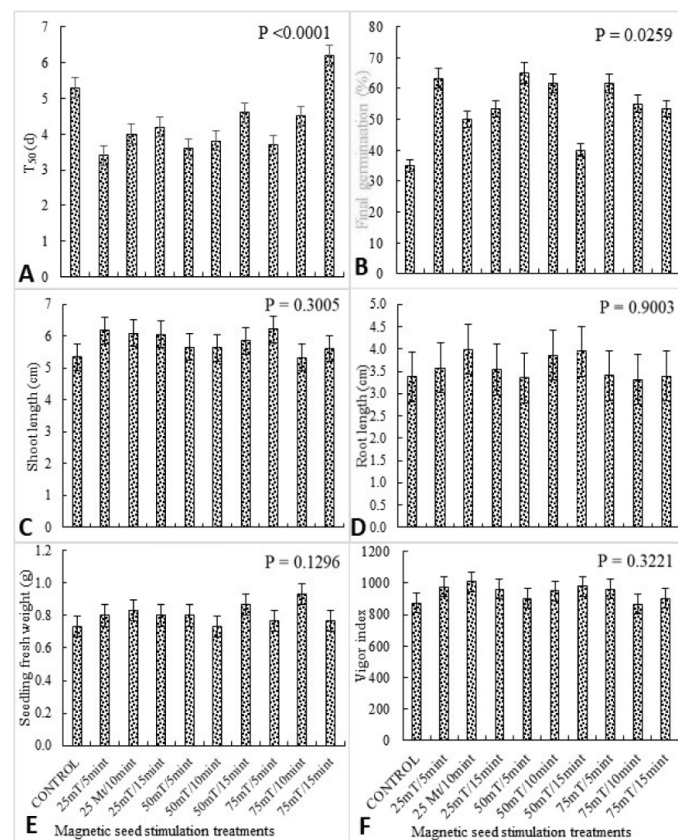 P <0.0001
7
6
5
4
3
2
1
0
T50 (d)
A
P = 0.0259
80
70
60
50
40
30
20
10
0
Final germinaation (%)
B
P = 0.3005
7
6
5
4
3
2
1
0
Shoot length (cm)
C
P = 0.9003
5.0
4.5
4.0
3.5
3.0
2.5
2.0
1.5
1.0
0.5
0.0
Root length (cm)
D
P = 0.1296
1.2
1.0
0.8
0.6
0.4
0.2
0.0
Seedling fresh weight (g)
CONTROL
25mT/5mint
25 Mt/10mint
25mT/15mint
50mT/5mint
50mT/10mint
50mT/15mint
75mT/5mint
75mT/10mint
75mT/15mint
E
Magnetic seed stimulation treatments
P = 0.3221
1200
1000
800
600
400
200
0
Vigor index
CONTROL
25mT/5mint
25 Mt/10mint
25mT/15mint
50mT/5mint
50mT/10mint
50mT/15mint
75mT/5mint
75mT/10mint
75mT/15mint
F
Magnetic seed stimulation treatments